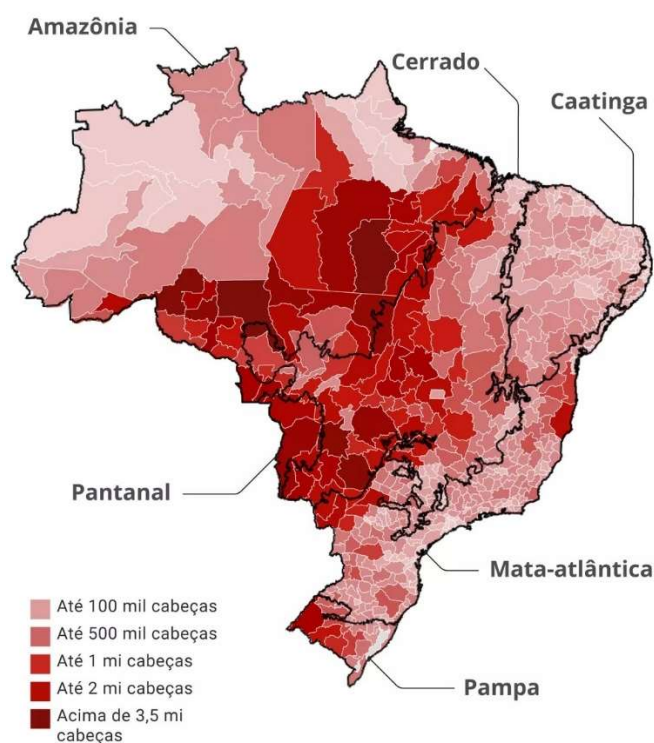 Amazônia
Cerrado
Caatinga
Pantanal
Mata-atlântica
Pampa
Até 100 mil cabeças
Até 500 mil cabeças
Até 1 mi cabeças
Até 2 mi cabeças
Acima de 3,5 mi
cabeças